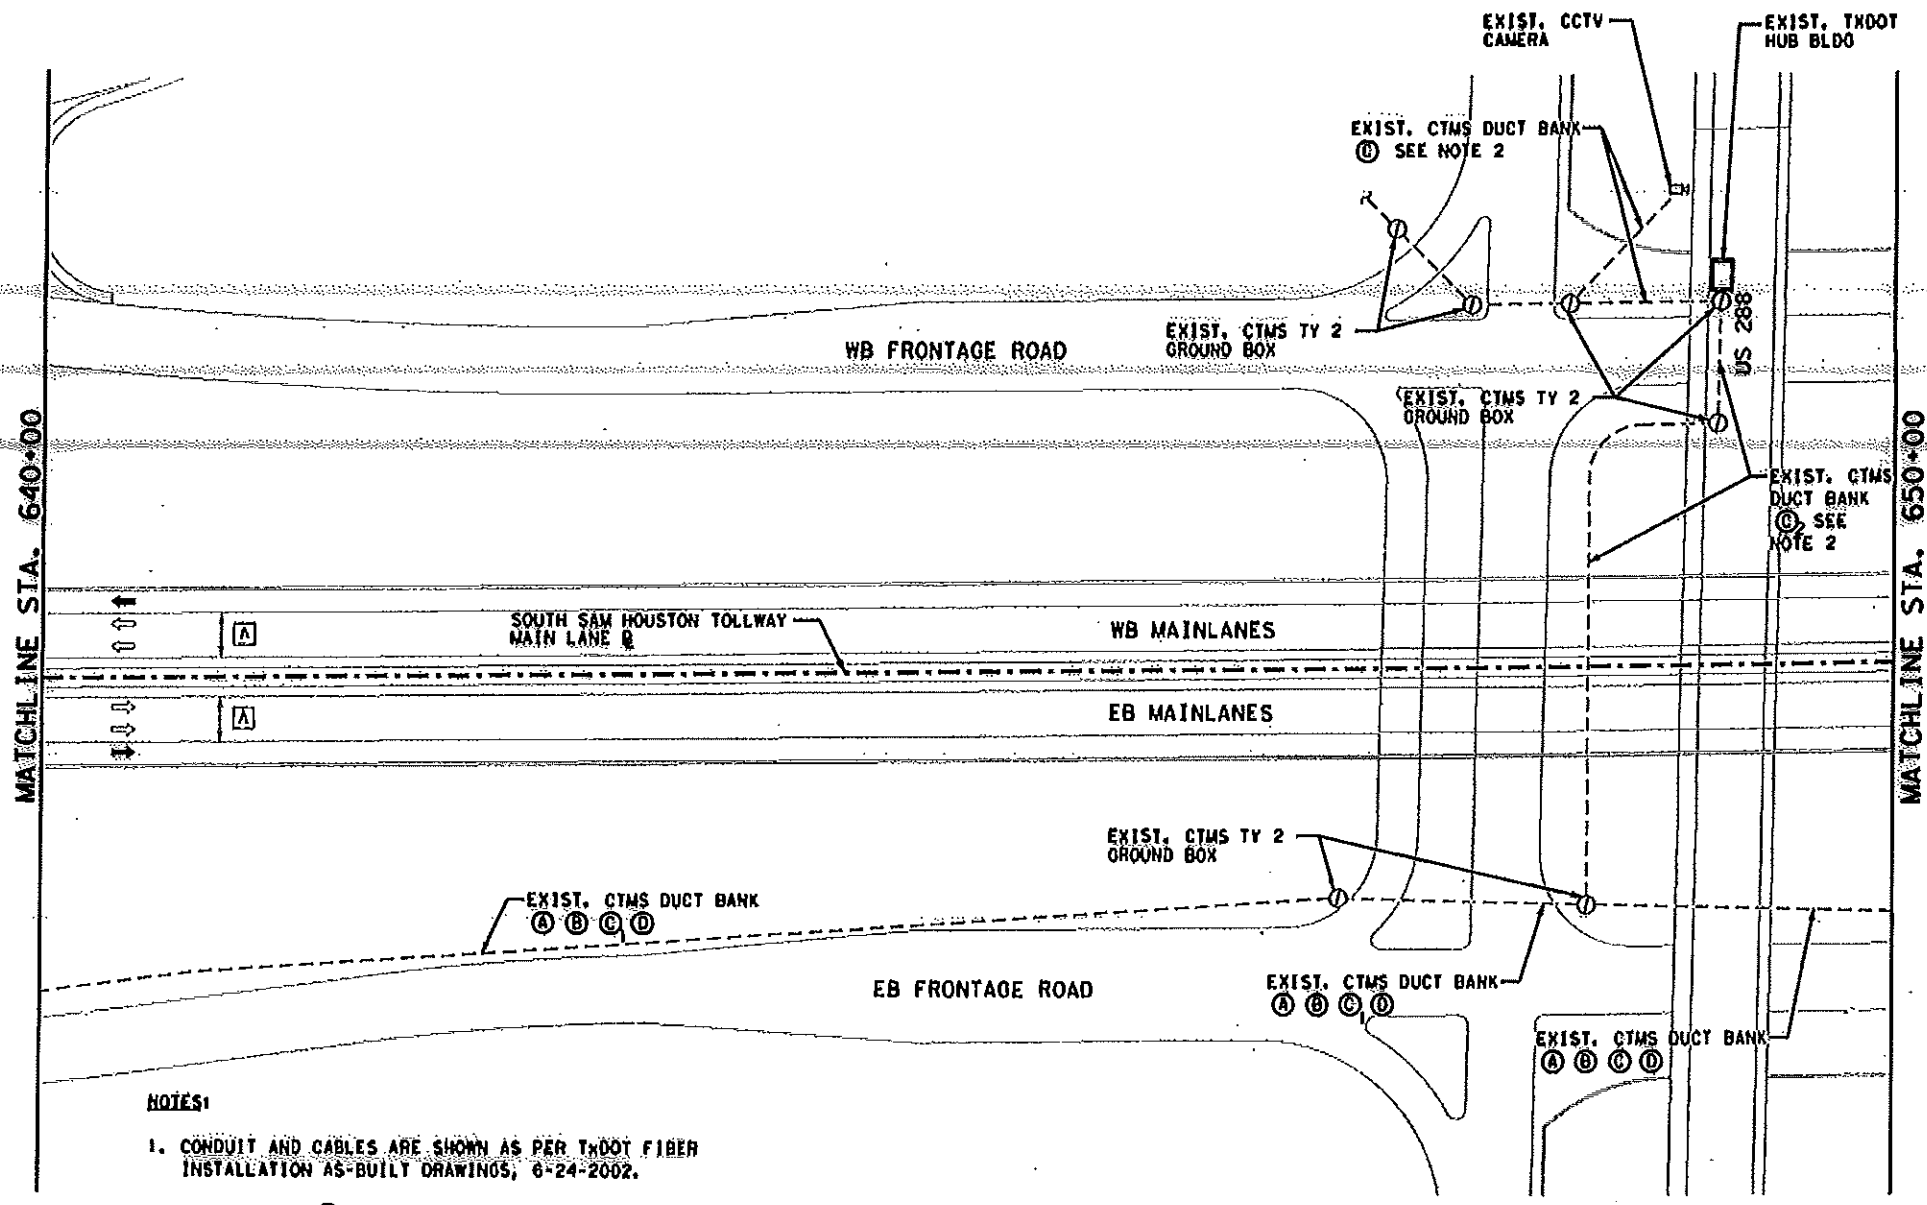 EXIST. CCTV
CAMERA
EXIST. TXDOT
HUB BLDG
EXIST. CTMS DUCT BANK
Ⓒ SEE NOTE 2
EXIST. CTMS TY 2
GROUND BOX
WB FRONTAGE ROAD
US 288
EXIST. CTMS TY 2
GROUND BOX
EXIST. CTMS
DUCT BANK
Ⓒ, SEE
NOTE 2
MATCHLINE STA. 640+00
MATCHLINE STA. 650+00
SOUTH SAM HOUSTON TOLLWAY
MAIN LANE ℄
WB MAINLANES
A
EB MAINLANES
A
EXIST. CTMS TY 2
GROUND BOX
EXIST. CTMS DUCT BANK
Ⓐ Ⓑ Ⓒ Ⓓ
EB FRONTAGE ROAD
EXIST. CTMS DUCT BANK
Ⓐ Ⓑ Ⓒ Ⓓ
EXIST. CTMS DUCT BANK
Ⓐ Ⓑ Ⓒ Ⓓ
NOTES:
1. CONDUIT AND CABLES ARE SHOWN AS PER TxDOT FIBER
INSTALLATION AS-BUILT DRAWINGS, 6-24-2002.